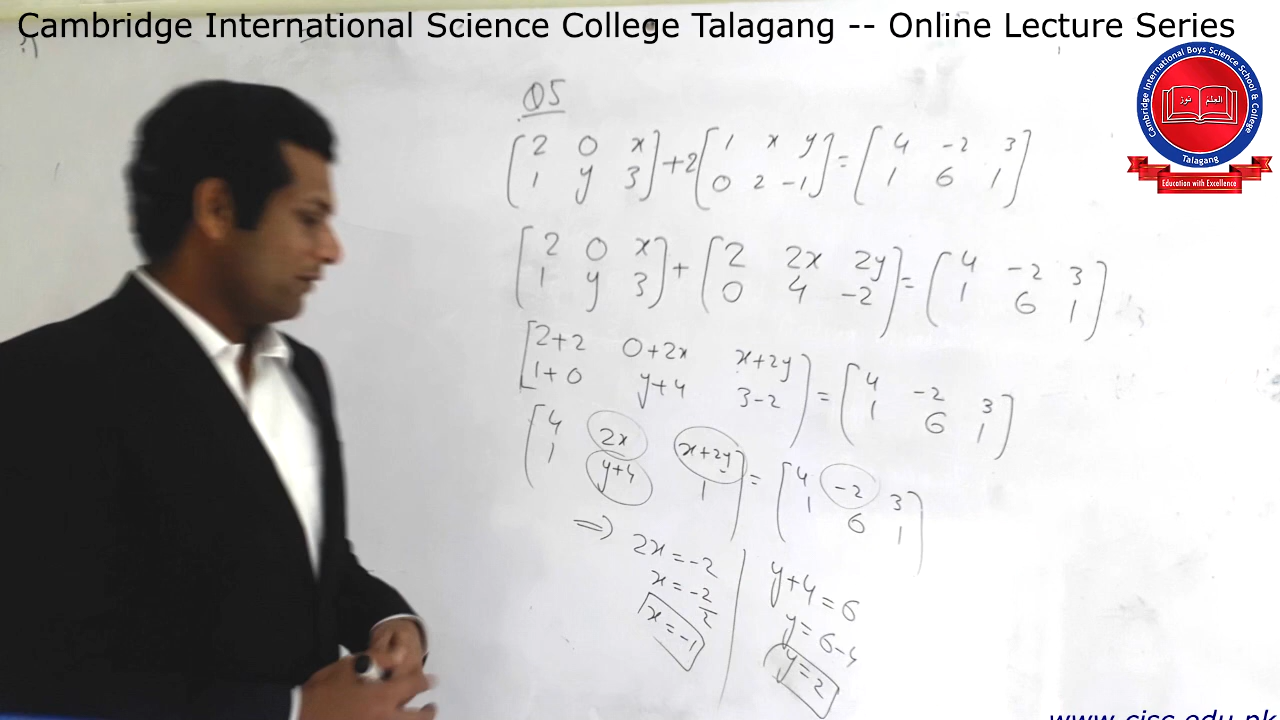 Cambridge International Science College Talagang -- Online Lecture Series
Cambridge International Boys Science School & College
العلم نور
Talagang
Education with Excellence
Q5
[2 0 x] +2 [1 x y] = [4 -2 3]
[1 y 3] [0 2 -1] [1 6 1]
[2 0 x] + [2 2x 2y] = [4 -2 3]
[1 y 3] [0 4 -2] [1 6 1]
[2+2 0+2x x+2y] = [4 -2 3]
[1+0 y+4 3-2] [1 6 1]
[4 2x x+2y] = [4 -2 3]
[1 y+4 1] [1 6 1]
⇒ 2x = -2
x = -2/2
x = -1
y+4 = 6
y = 6-4
y = 2
www.cisc.edu.pk